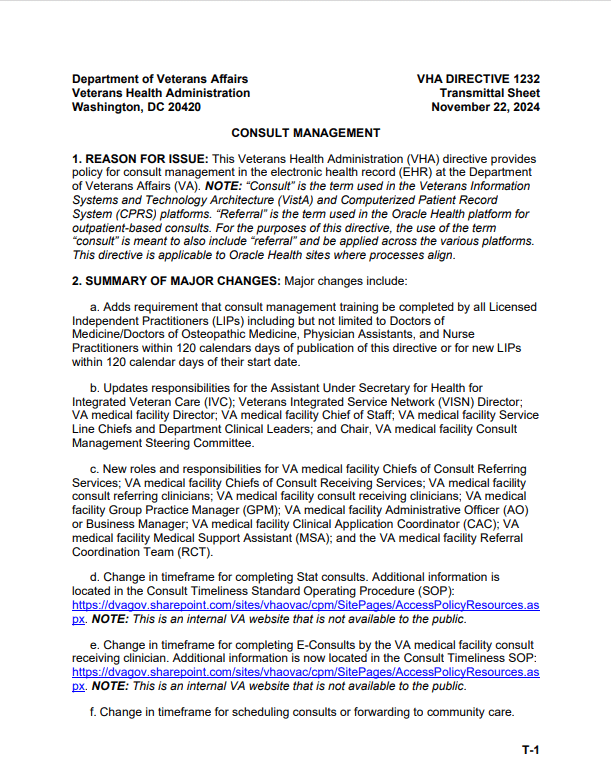 Department of Veterans Affairs VHA DIRECTIVE 1232
Veterans Health Administration Transmittal Sheet
Washington, DC 20420 November 22, 2024
CONSULT MANAGEMENT
1. REASON FOR ISSUE: This Veterans Health Administration (VHA) directive provides
policy for consult management in the electronic health record (EHR) at the Department
of Veterans Affairs (VA). NOTE: “Consult” is the term used in the Veterans Information
Systems and Technology Architecture (VistA) and Computerized Patient Record
System (CPRS) platforms. “Referral” is the term used in the Oracle Health platform for
outpatient-based consults. For the purposes of this directive, the use of the term
“consult” is meant to also include “referral” and be applied across the various platforms.
This directive is applicable to Oracle Health sites where processes align.
2. SUMMARY OF MAJOR CHANGES: Major changes include:
a. Adds requirement that consult management training be completed by all Licensed
Independent Practitioners (LIPs) including but not limited to Doctors of
Medicine/Doctors of Osteopathic Medicine, Physician Assistants, and Nurse
Practitioners within 120 calendars days of publication of this directive or for new LIPs
within 120 calendar days of their start date.
b. Updates responsibilities for the Assistant Under Secretary for Health for
Integrated Veteran Care (IVC); Veterans Integrated Service Network (VISN) Director;
VA medical facility Director; VA medical facility Chief of Staff; VA medical facility Service
Line Chiefs and Department Clinical Leaders; and Chair, VA medical facility Consult
Management Steering Committee.
c. New roles and responsibilities for VA medical facility Chiefs of Consult Referring
Services; VA medical facility Chiefs of Consult Receiving Services; VA medical facility
consult referring clinicians; VA medical facility consult receiving clinicians; VA medical
facility Group Practice Manager (GPM); VA medical facility Administrative Officer (AO)
or Business Manager; VA medical facility Clinical Application Coordinator (CAC); VA
medical facility Medical Support Assistant (MSA); and the VA medical facility Referral
Coordination Team (RCT).
d. Change in timeframe for completing Stat consults. Additional information is
located in the Consult Timeliness Standard Operating Procedure (SOP):
https://dvagov.sharepoint.com/sites/vhaovac/cpm/SitePages/AccessPolicyResources.as
px. NOTE: This is an internal VA website that is not available to the public.
e. Change in timeframe for completing E-Consults by the VA medical facility consult
receiving clinician. Additional information is now located in the Consult Timeliness SOP:
https://dvagov.sharepoint.com/sites/vhaovac/cpm/SitePages/AccessPolicyResources.as
px. NOTE: This is an internal VA website that is not available to the public.
f. Change in timeframe for scheduling consults or forwarding to community care.
T-1